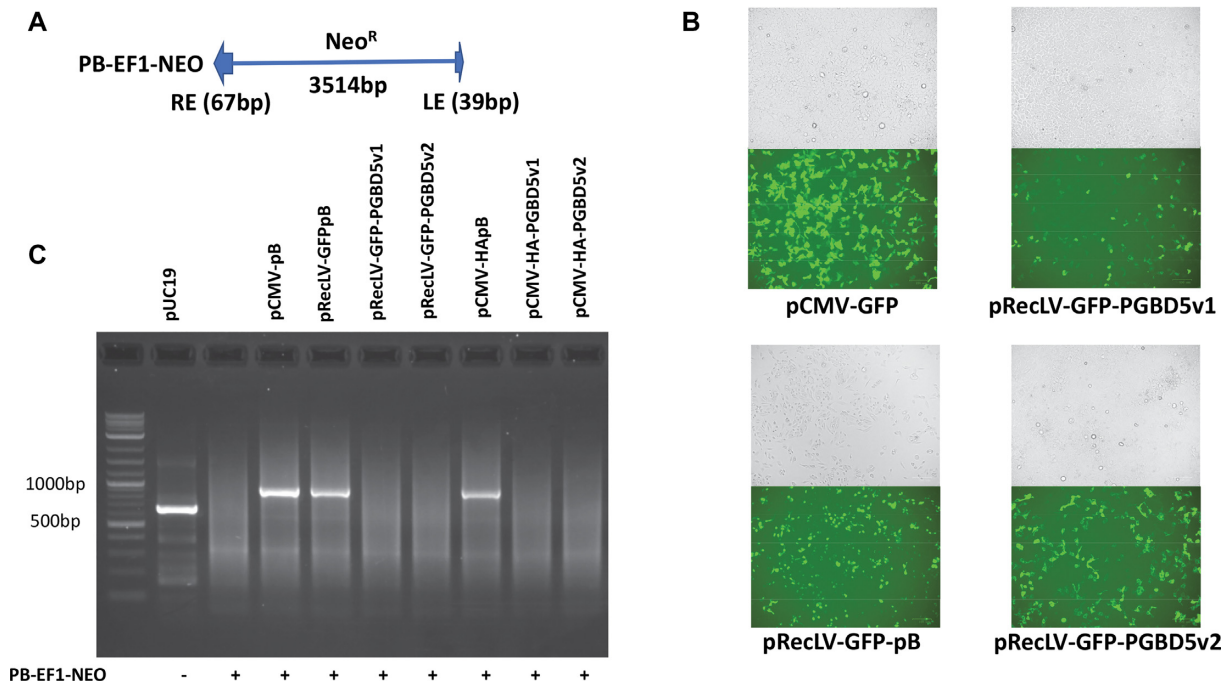 A
PB-EF1-NEO
Neo^R
3514bp
RE (67bp)
LE (39bp)
B
pCMV-GFP
pRecLV-GFP-PGBD5v1
pRecLV-GFP-pB
pRecLV-GFP-PGBD5v2
C
pUC19
pCMV-pB
pRecLV-GFPpB
pRecLV-GFP-PGBD5v1
pRecLV-GFP-PGBD5v2
pCMV-HApB
pCMV-HA-PGBD5v1
pCMV-HA-PGBD5v2
1000bp
500bp
PB-EF1-NEO - + + + + + + + +